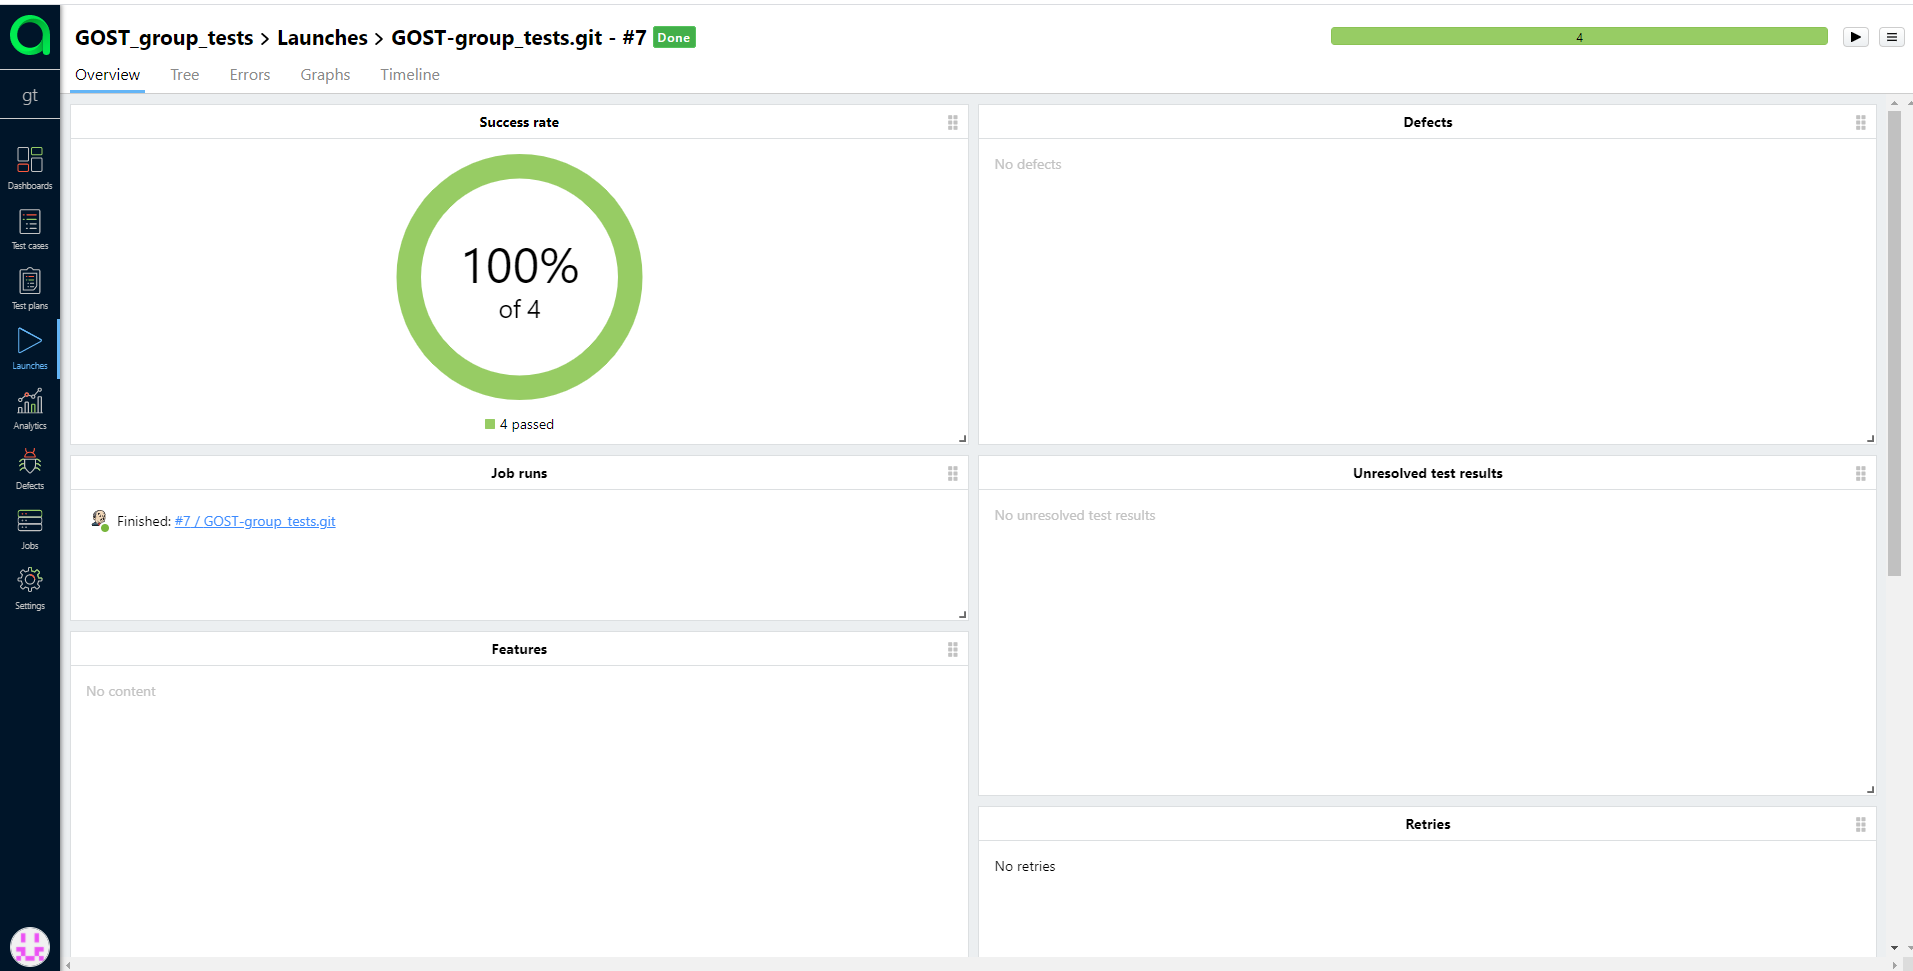 GOST_group_tests > Launches > GOST-group_tests.git - #7 Done
4
Overview Tree Errors Graphs Timeline
gt
Dashboards
Test cases
Test plans
Launches
Analytics
Defects
Jobs
Settings
Success rate
100%
of 4
4 passed
Defects
No defects
Job runs
Finished: #7 / GOST-group_tests.git
Unresolved test results
No unresolved test results
Features
No content
Retries
No retries